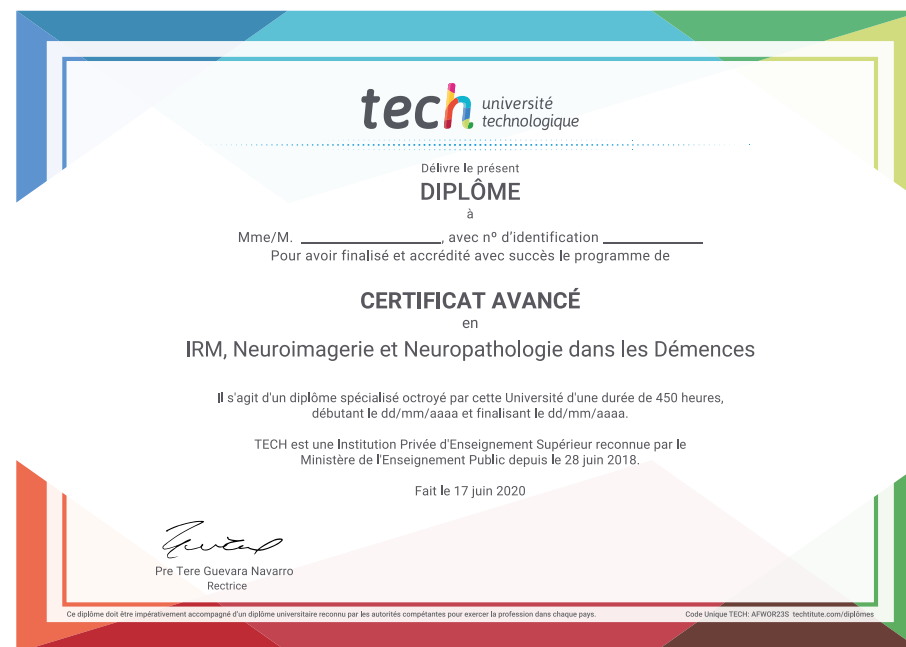 tech université
technologique
Délivre le présent
DIPLÔME
à
Mme/M. ____________________, avec nº d'identification ______________
Pour avoir finalisé et accrédité avec succès le programme de
CERTIFICAT AVANCÉ
en
IRM, Neuroimagerie et Neuropathologie dans les Démences
Il s'agit d'un diplôme spécialisé octroyé par cette Université d'une durée de 450 heures,
débutant le dd/mm/aaaa et finalisant le dd/mm/aaaa.
TECH est une Institution Privée d'Enseignement Supérieur reconnue par le
Ministère de l'Enseignement Public depuis le 28 juin 2018.
Fait le 17 juin 2020
Pre Tere Guevara Navarro
Rectrice
Ce diplôme doit être impérativement accompagné d'un diplôme universitaire reconnu par les autorités compétentes pour exercer la profession dans chaque pays.
Code Unique TECH: AFWOR23S techtitute.com/diplômes